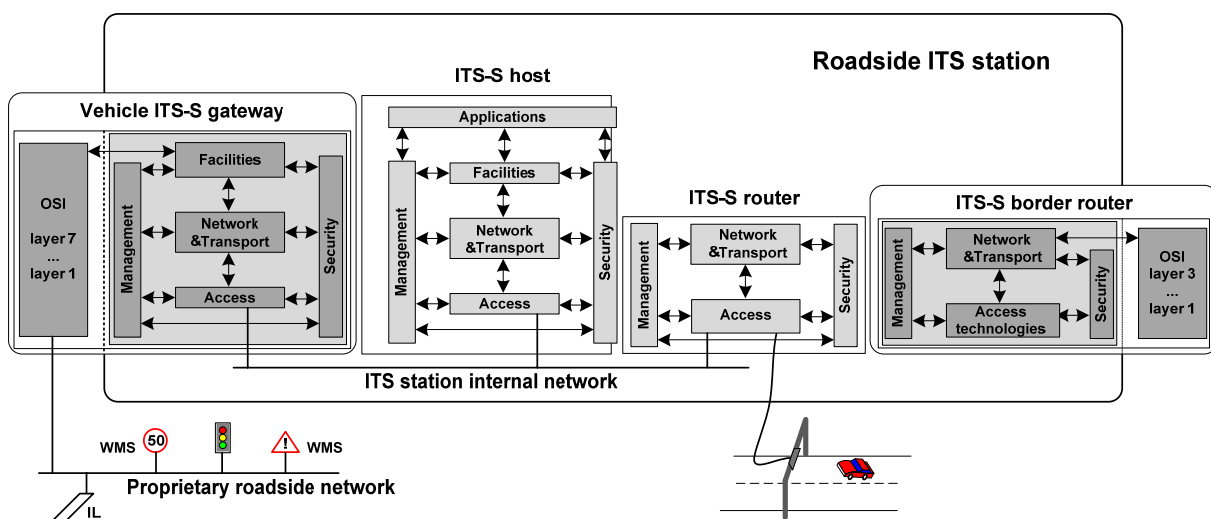 Roadside ITS station
Vehicle ITS-S gateway
OSI
layer 7
...
layer 1
Management
Facilities
Network
&Transport
Access
Security
ITS-S host
Applications
Management
Facilities
Network
&Transport
Access
Security
ITS-S router
Management
Network
&Transport
Access
Security
ITS-S border router
Management
Network
&Transport
Access
technologies
Security
OSI
layer 3
...
layer 1
ITS station internal network
WMS
50
!
WMS
Proprietary roadside network
IL